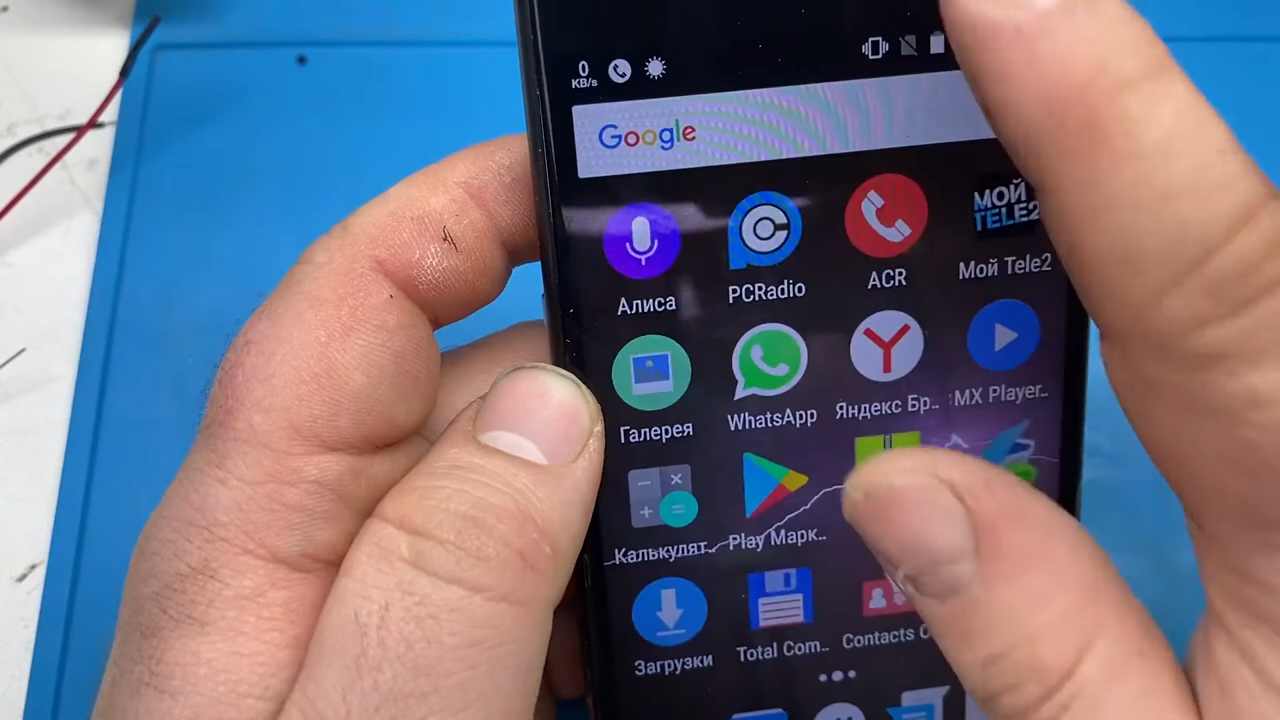 0
KB/s
Google
МОЙ
TELE2
Алиса
PCRadio
ACR
Мой Tele2
Галерея
WhatsApp
Яндекс Бр..
MX Player..
Калькулят..
Play Марк..
Загрузки
Total Com..
Contacts